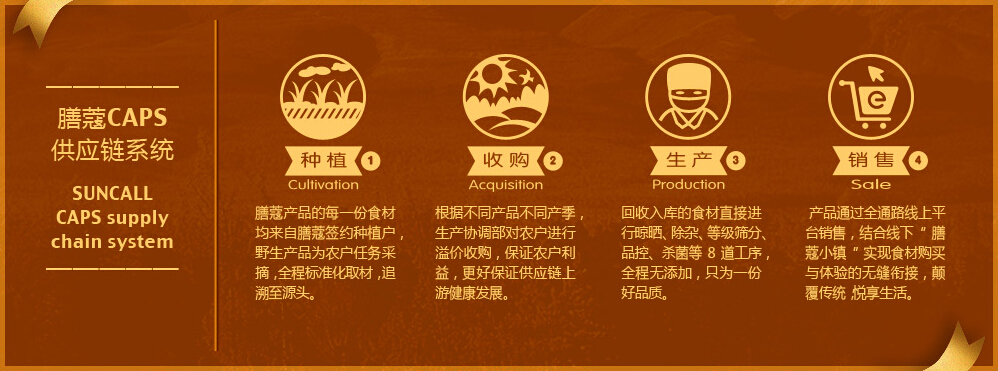 膳蔻CAPS
供应链系统
SUNCALL
CAPS supply
chain system
种植 1
Cultivation
膳蔻产品的每一份食材
均来自膳蔻签约种植户，
野生产品为农户任务采
摘，全程标准化取材，追
溯至源头。
收购 2
Acquisition
根据不同产品不同产季，
生产协调部对农户进行
溢价收购，保证农户利
益，更好保证供应链上
游健康发展。
生产 3
Production
回收入库的食材直接进
行晾晒、除杂、等级筛分、
品控、杀菌等 8 道工序，
全程无添加，只为一份
好品质。
e
销售 4
Sale
产品通过全通路线上平
台销售，结合线下“ 膳
蔻小镇 ”实现食材购买
与体验的无缝衔接，颠
覆传统，悦享生活。